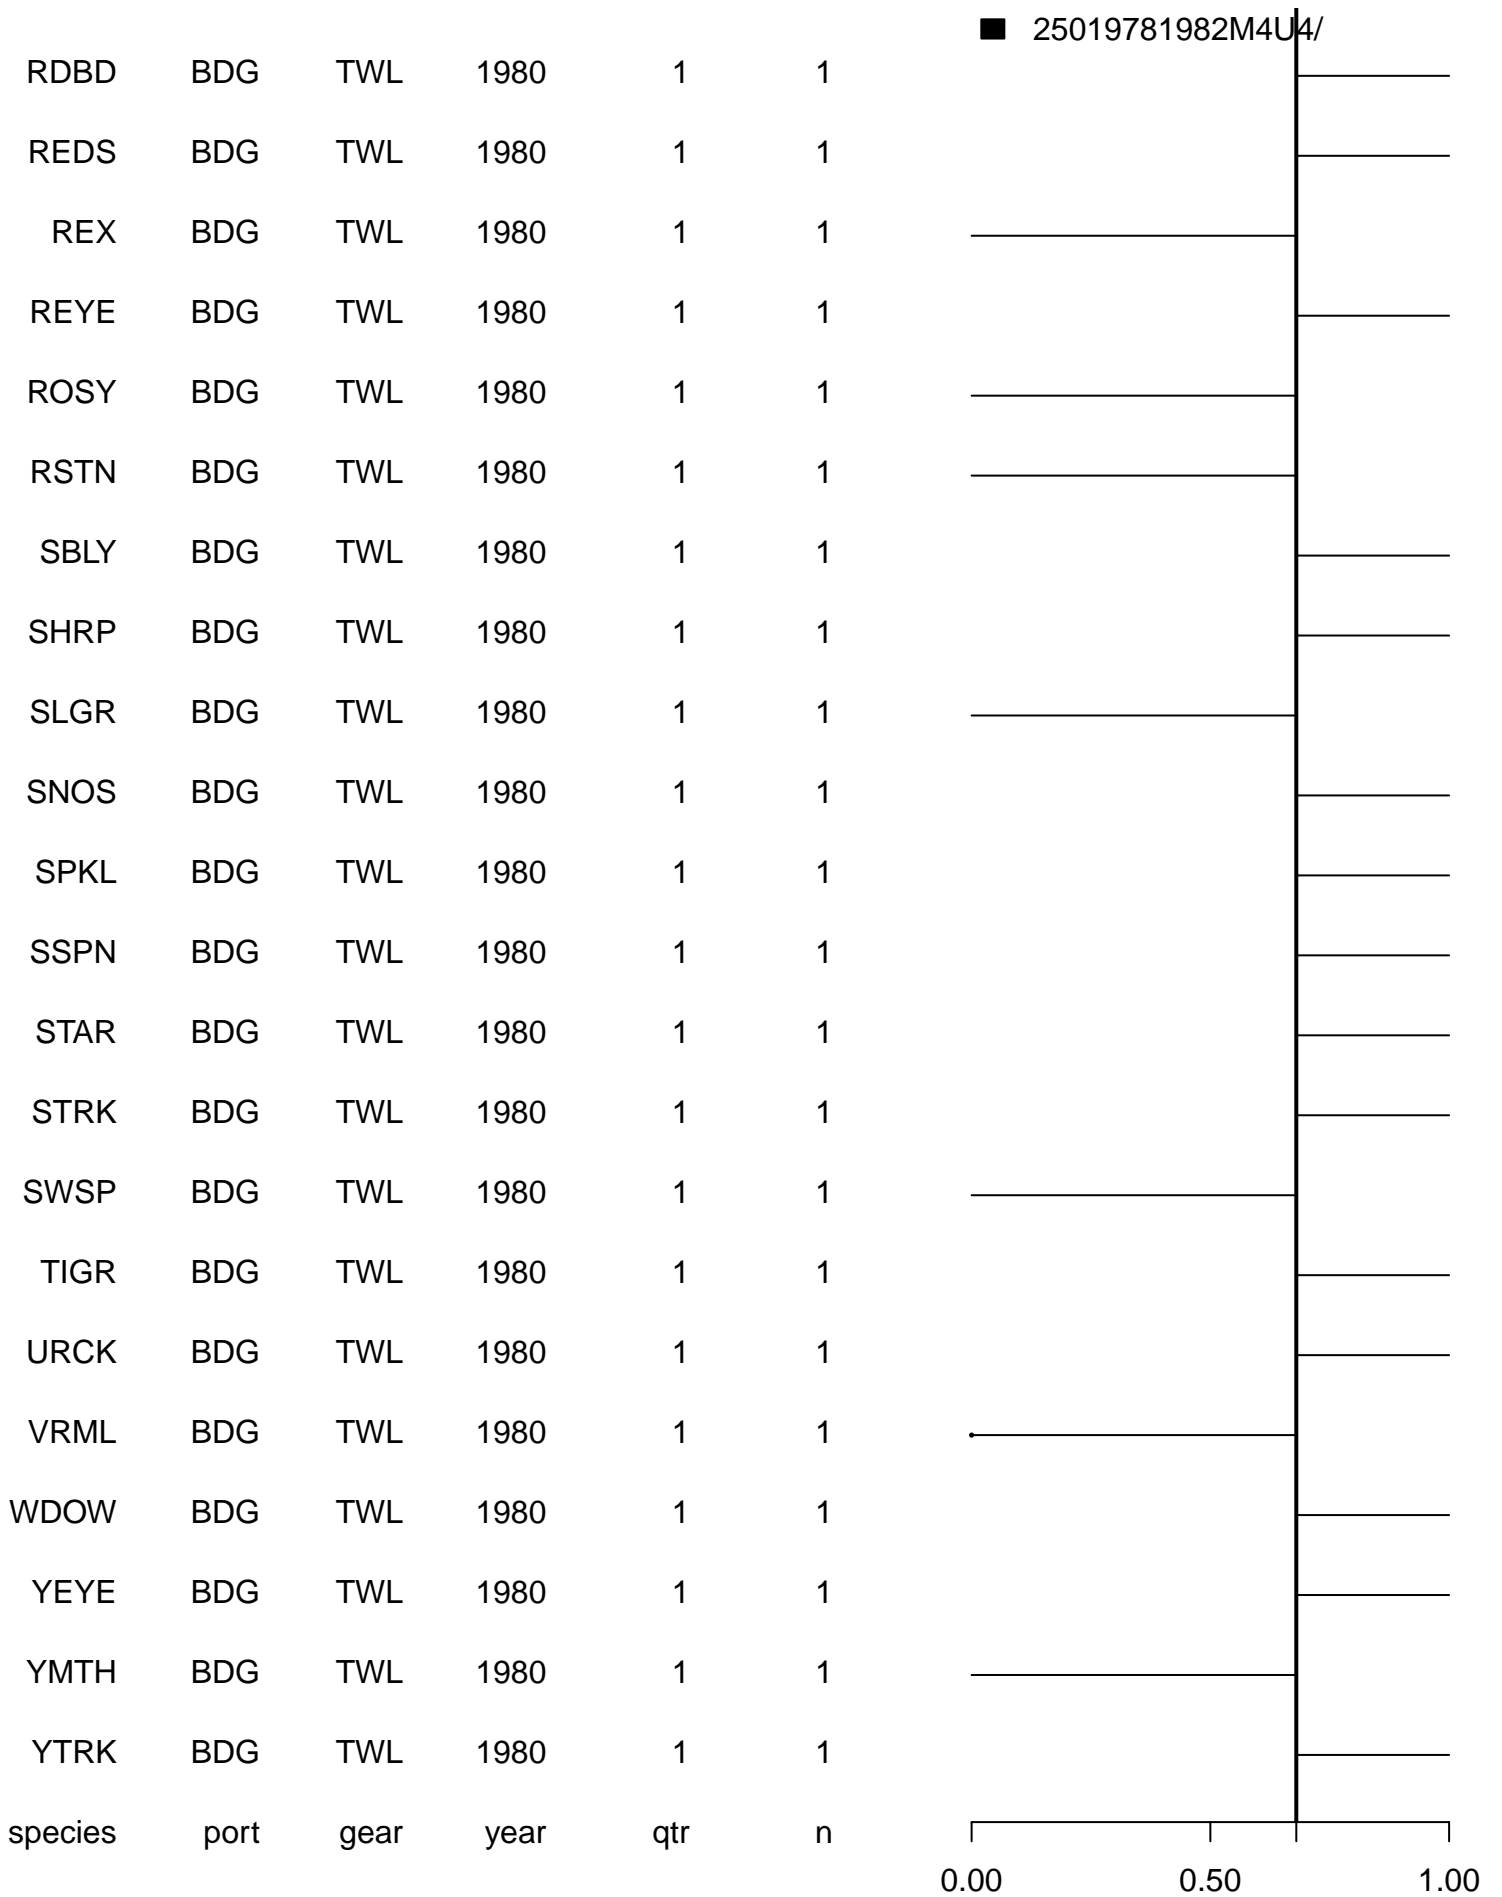 25019781982M4U4/
RDBD BDG TWL 1980 1 1
REDS BDG TWL 1980 1 1
REX BDG TWL 1980 1 1
REYE BDG TWL 1980 1 1
ROSY BDG TWL 1980 1 1
RSTN BDG TWL 1980 1 1
SBLY BDG TWL 1980 1 1
SHRP BDG TWL 1980 1 1
SLGR BDG TWL 1980 1 1
SNOS BDG TWL 1980 1 1
SPKL BDG TWL 1980 1 1
SSPN BDG TWL 1980 1 1
STAR BDG TWL 1980 1 1
STRK BDG TWL 1980 1 1
SWSP BDG TWL 1980 1 1
TIGR BDG TWL 1980 1 1
URCK BDG TWL 1980 1 1
VRML BDG TWL 1980 1 1
WDOW BDG TWL 1980 1 1
YEYE BDG TWL 1980 1 1
YMTH BDG TWL 1980 1 1
YTRK BDG TWL 1980 1 1
species port gear year qtr n
0.00 0.50 1.00